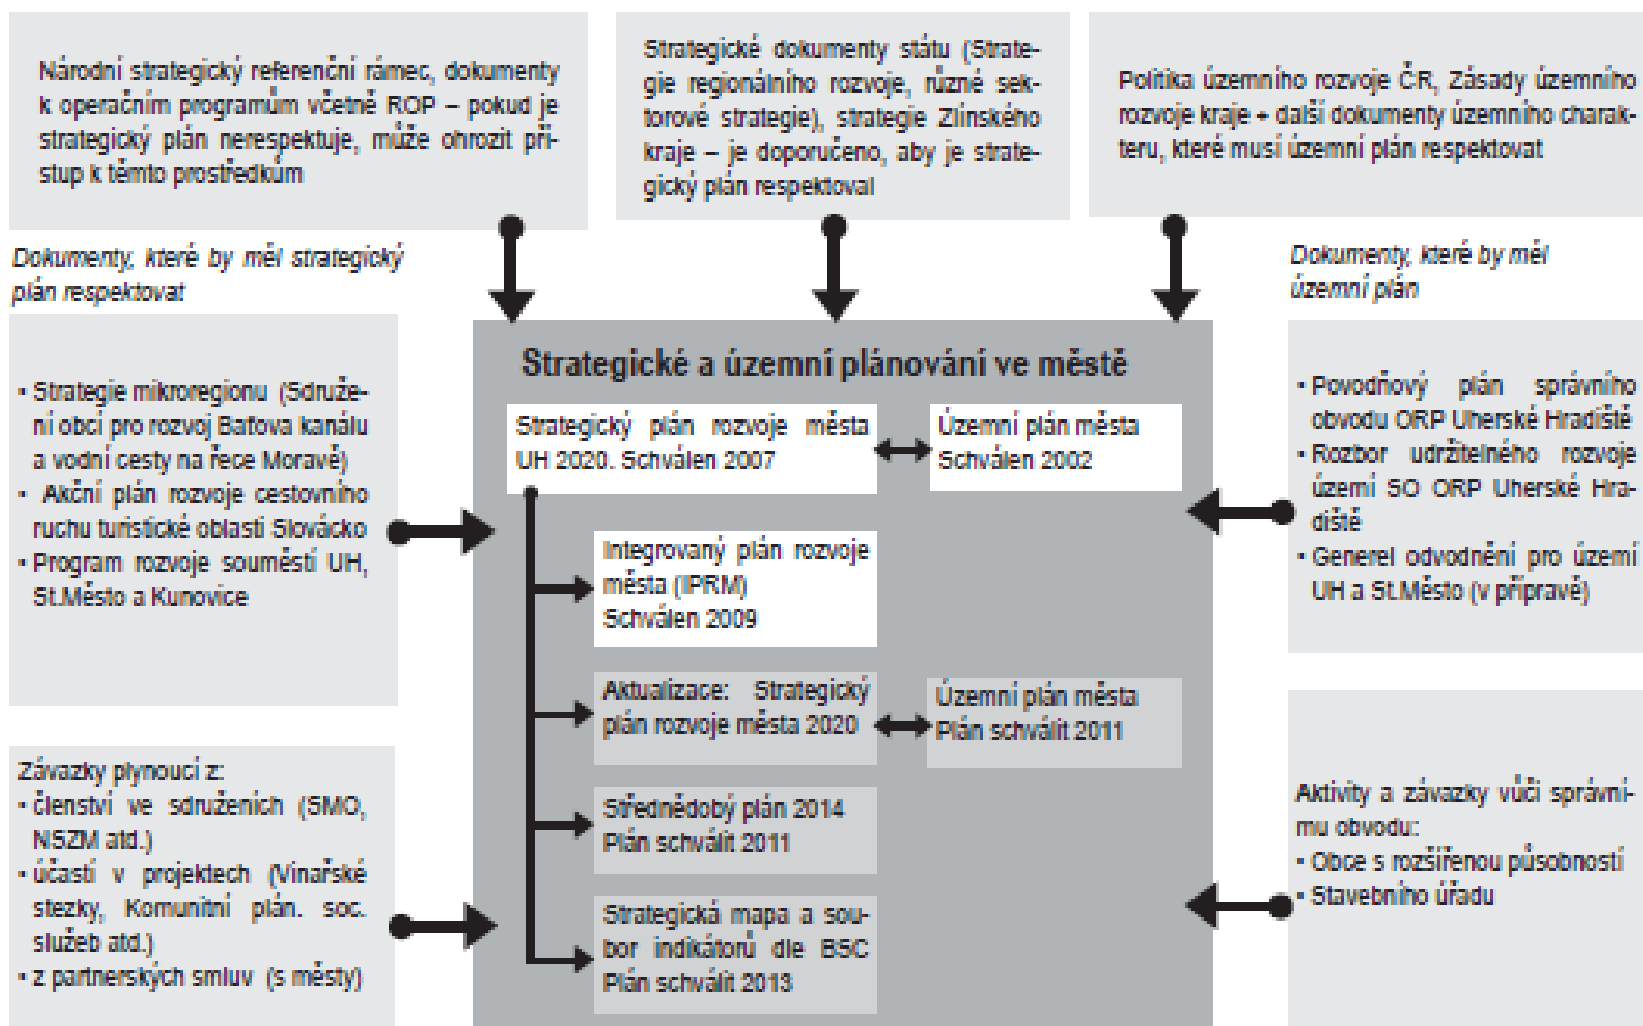 Národní strategický referenční rámec, dokumenty
k operačním programům včetně ROP – pokud je
strategický plán nerespektuje, může ohrozit pří-
stup k těmto prostředkům
Strategické dokumenty státu (Strate-
gie regionálního rozvoje, různé sek-
torové strategie), strategie Zlínského
kraje – je doporučeno, aby je strate-
gický plán respektoval
Politika územního rozvoje ČR, Zásady územního
rozvoje kraje + další dokumenty územního charak-
teru, které musí územní plán respektovat
Dokumenty, které by měl strategický
plán respektovat
Dokumenty, které by měl
územní plán
▪ Strategie mikroregionu (Sdruže-
ní obcí pro rozvoj Baťova kanálu
a vodní cesty na řece Moravě)
▪ Akční plán rozvoje cestovního
ruchu turistické oblasti Slovácko
▪ Program rozvoje souměstí UH,
St.Město a Kunovice
Závazky plynoucí z:
▪ členství ve sdruženích (SMO,
NSZM atd.)
▪ účastí v projektech (Vinařské
stezky, Komunitní plán. soc.
služeb atd.)
▪ z partnerských smluv (s městy)
Strategické a územní plánování ve městě
Strategický plán rozvoje města
UH 2020. Schválen 2007
Územní plán města
Schválen 2002
Integrovaný plán rozvoje
města (IPRM)
Schválen 2009
Aktualizace: Strategický
plán rozvoje města 2020
Územní plán města
Plán schválit 2011
Střednědobý plán 2014
Plán schválit 2011
Strategická mapa a sou-
bor indikátorů dle BSC
Plán schválit 2013
▪ Povodňový plán správního
obvodu ORP Uherské Hradiště
▪ Rozbor udržitelného rozvoje
území SO ORP Uherské Hra-
diště
▪ Generel odvodnění pro území
UH a St.Město (v přípravě)
Aktivity a závazky vůči správní-
mu obvodu:
▪ Obce s rozšířenou působností
▪ Stavebního úřadu